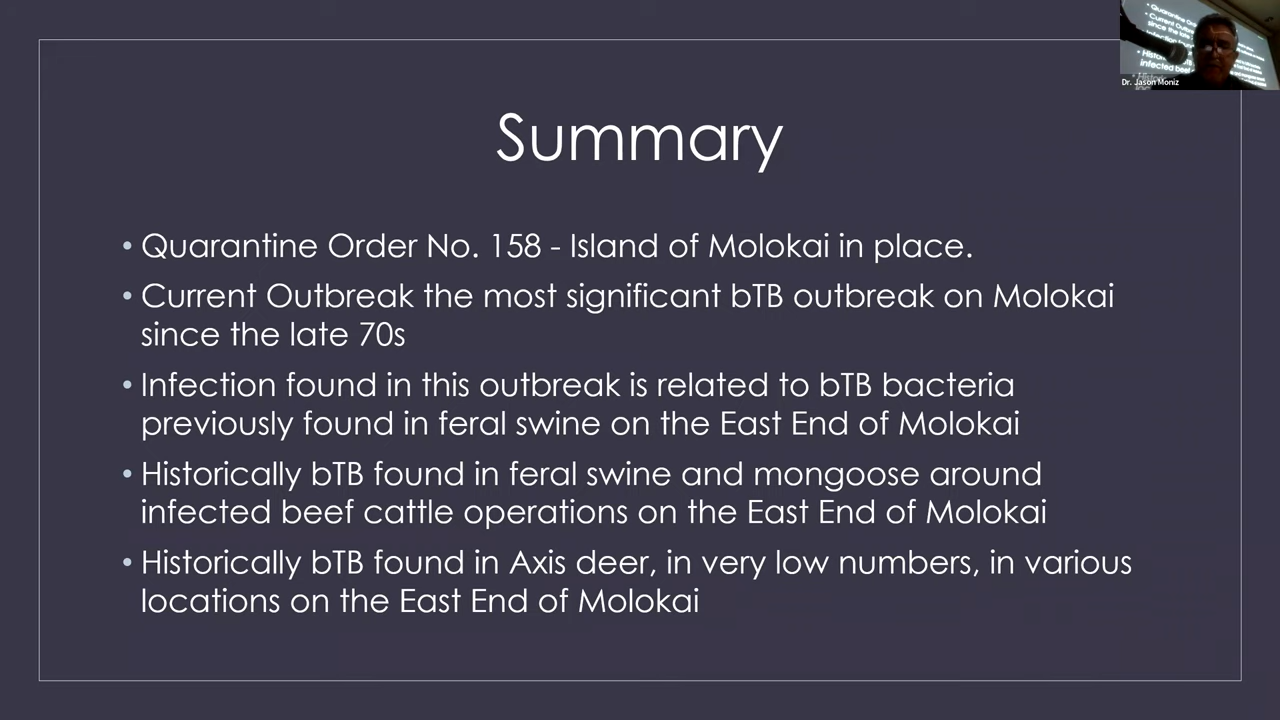 Summary
• Quarantine Order No. 158 - Island of Molokai in place.
• Current Outbreak the most significant bTB outbreak on Molokai
since the late 70s
• Infection found in this outbreak is related to bTB bacteria
previously found in feral swine on the East End of Molokai
• Historically bTB found in feral swine and mongoose around
infected beef cattle operations on the East End of Molokai
• Historically bTB found in Axis deer, in very low numbers, in various
locations on the East End of Molokai
Dr. Jason Moniz